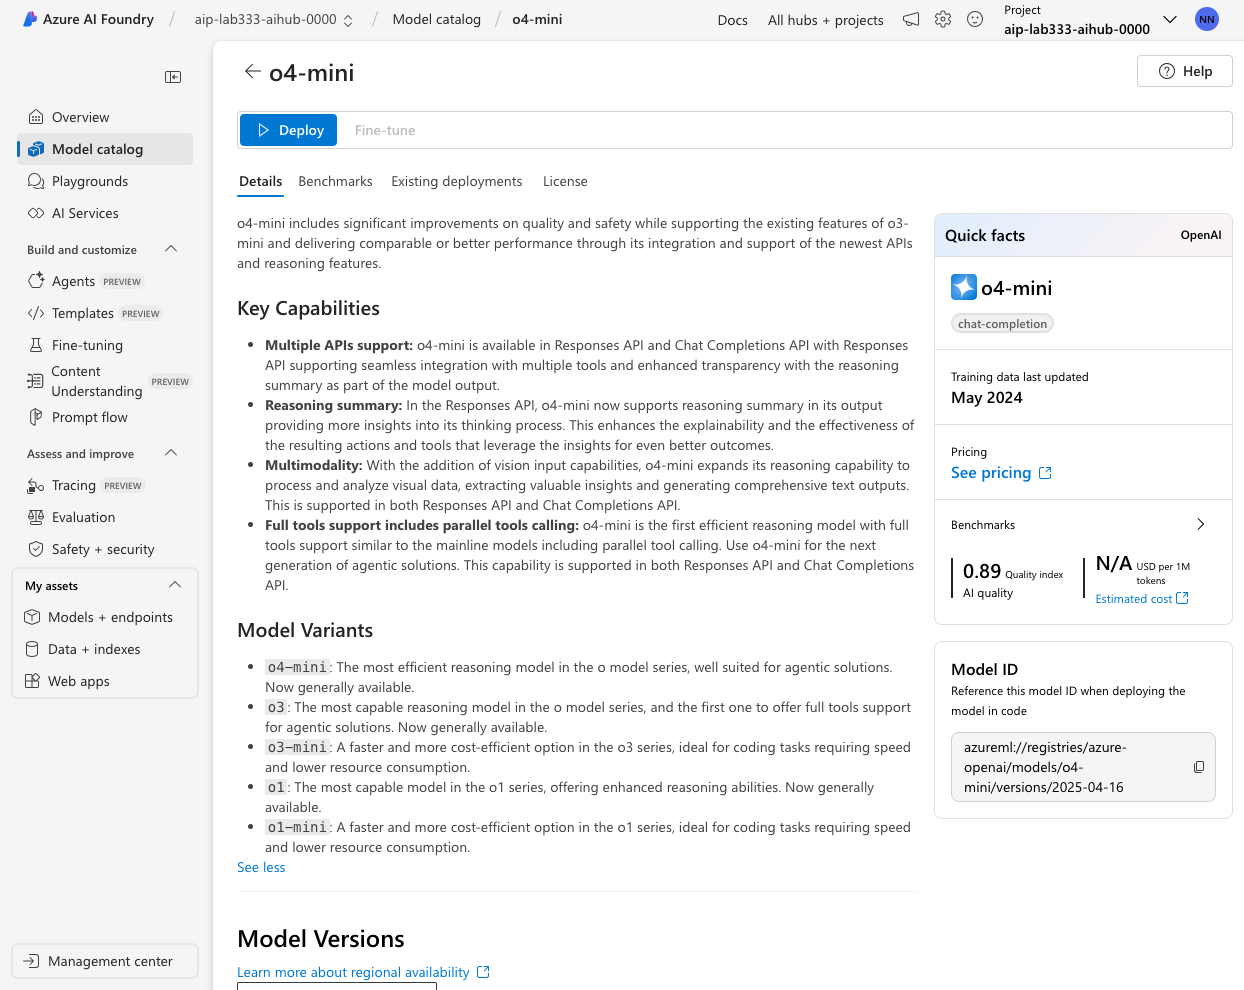 Azure AI Foundry / aip-lab333-aihub-0000 / Model catalog / o4-mini
Docs All hubs + projects
Project
aip-lab333-aihub-0000
NN
o4-mini
Help
Overview
Model catalog
Playgrounds
AI Services
Build and customize
Agents PREVIEW
Templates PREVIEW
Fine-tuning
Content
Understanding PREVIEW
Prompt flow
Assess and improve
Tracing PREVIEW
Evaluation
Safety + security
My assets
Models + endpoints
Data + indexes
Web apps
Management center
Deploy Fine-tune
Details Benchmarks Existing deployments License
o4-mini includes significant improvements on quality and safety while supporting the existing features of o3-
mini and delivering comparable or better performance through its integration and support of the newest APIs
and reasoning features.
Key Capabilities
• Multiple APIs support: o4-mini is available in Responses API and Chat Completions API with Responses
API supporting seamless integration with multiple tools and enhanced transparency with the reasoning
summary as part of the model output.
• Reasoning summary: In the Responses API, o4-mini now supports reasoning summary in its output
providing more insights into its thinking process. This enhances the explainability and the effectiveness of
the resulting actions and tools that leverage the insights for even better outcomes.
• Multimodality: With the addition of vision input capabilities, o4-mini expands its reasoning capability to
process and analyze visual data, extracting valuable insights and generating comprehensive text outputs.
This is supported in both Responses API and Chat Completions API.
• Full tools support includes parallel tools calling: o4-mini is the first efficient reasoning model with full
tools support similar to the mainline models including parallel tool calling. Use o4-mini for the next
generation of agentic solutions. This capability is supported in both Responses API and Chat Completions
API.
Model Variants
• o4-mini: The most efficient reasoning model in the o model series, well suited for agentic solutions.
Now generally available.
• o3: The most capable reasoning model in the o model series, and the first one to offer full tools support
for agentic solutions. Now generally available.
• o3-mini: A faster and more cost-efficient option in the o3 series, ideal for coding tasks requiring speed
and lower resource consumption.
• o1: The most capable model in the o1 series, offering enhanced reasoning abilities. Now generally
available.
• o1-mini: A faster and more cost-efficient option in the o1 series, ideal for coding tasks requiring speed
and lower resource consumption.
See less
Model Versions
Learn more about regional availability
Quick facts OpenAI
o4-mini
chat-completion
Training data last updated
May 2024
Pricing
See pricing
Benchmarks
0.89 Quality index
AI quality
N/A USD per 1M
tokens
Estimated cost
Model ID
Reference this model ID when deploying the
model in code
azureml://registries/azure-
openai/models/o4-
mini/versions/2025-04-16